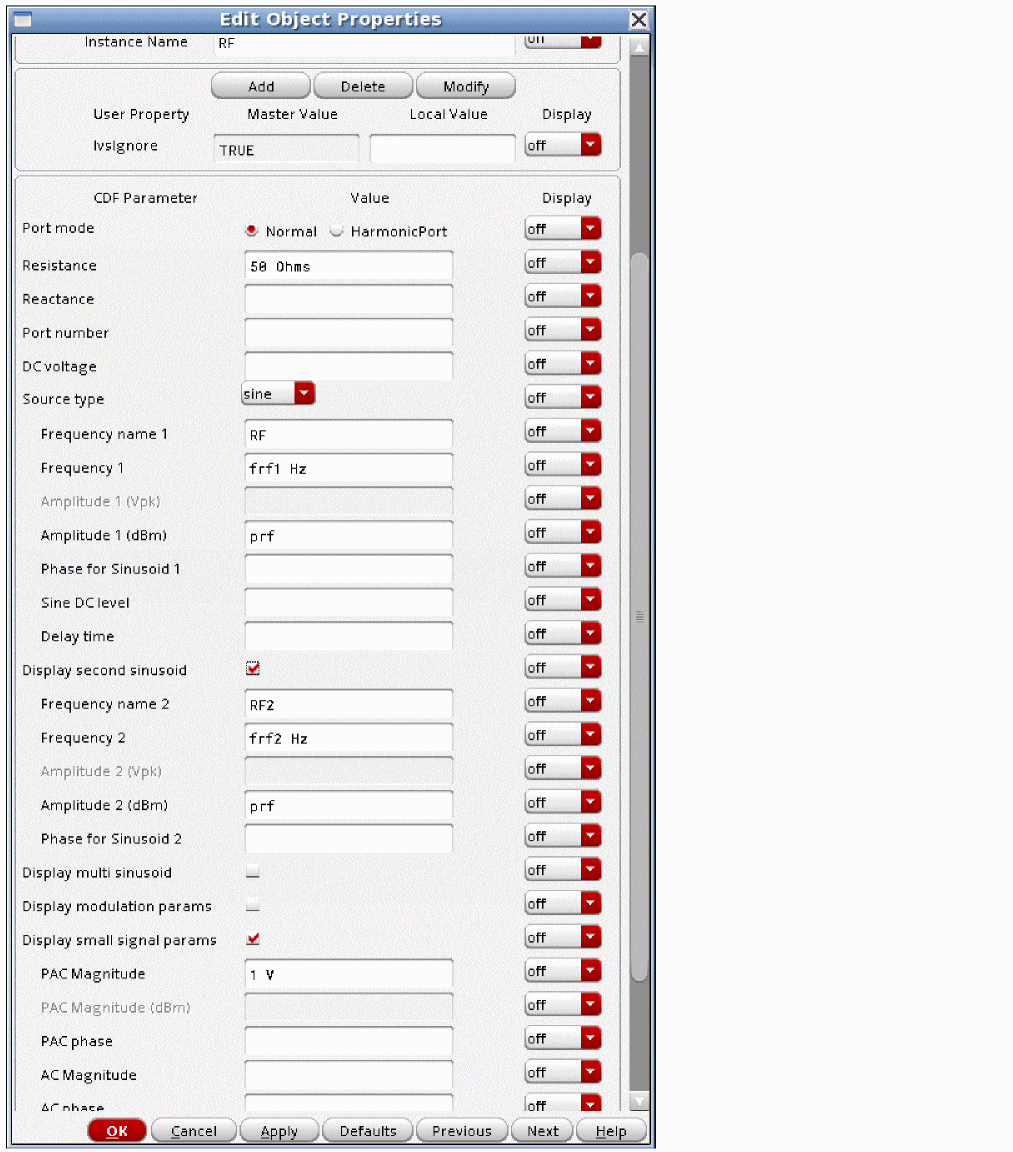 Edit Object Properties
Instance Name RF off
Add Delete Modify
User Property Master Value Local Value Display
lvsIgnore TRUE off
CDF Parameter Value Display
Port mode Normal HarmonicPort off
Resistance 50 Ohms off
Reactance off
Port number off
DC voltage off
Source type sine off
Frequency name 1 RF off
Frequency 1 frf1 Hz off
Amplitude 1 (Vpk) off
Amplitude 1 (dBm) prf off
Phase for Sinusoid 1 off
Sine DC level off
Delay time off
Display second sinusoid off
Frequency name 2 RF2 off
Frequency 2 frf2 Hz off
Amplitude 2 (Vpk) off
Amplitude 2 (dBm) prf off
Phase for Sinusoid 2 off
Display multi sinusoid off
Display modulation params off
Display small signal params off
PAC Magnitude 1 V off
PAC Magnitude (dBm) off
PAC phase off
AC Magnitude off
AC phase off
OK Cancel Apply Defaults Previous Next Help